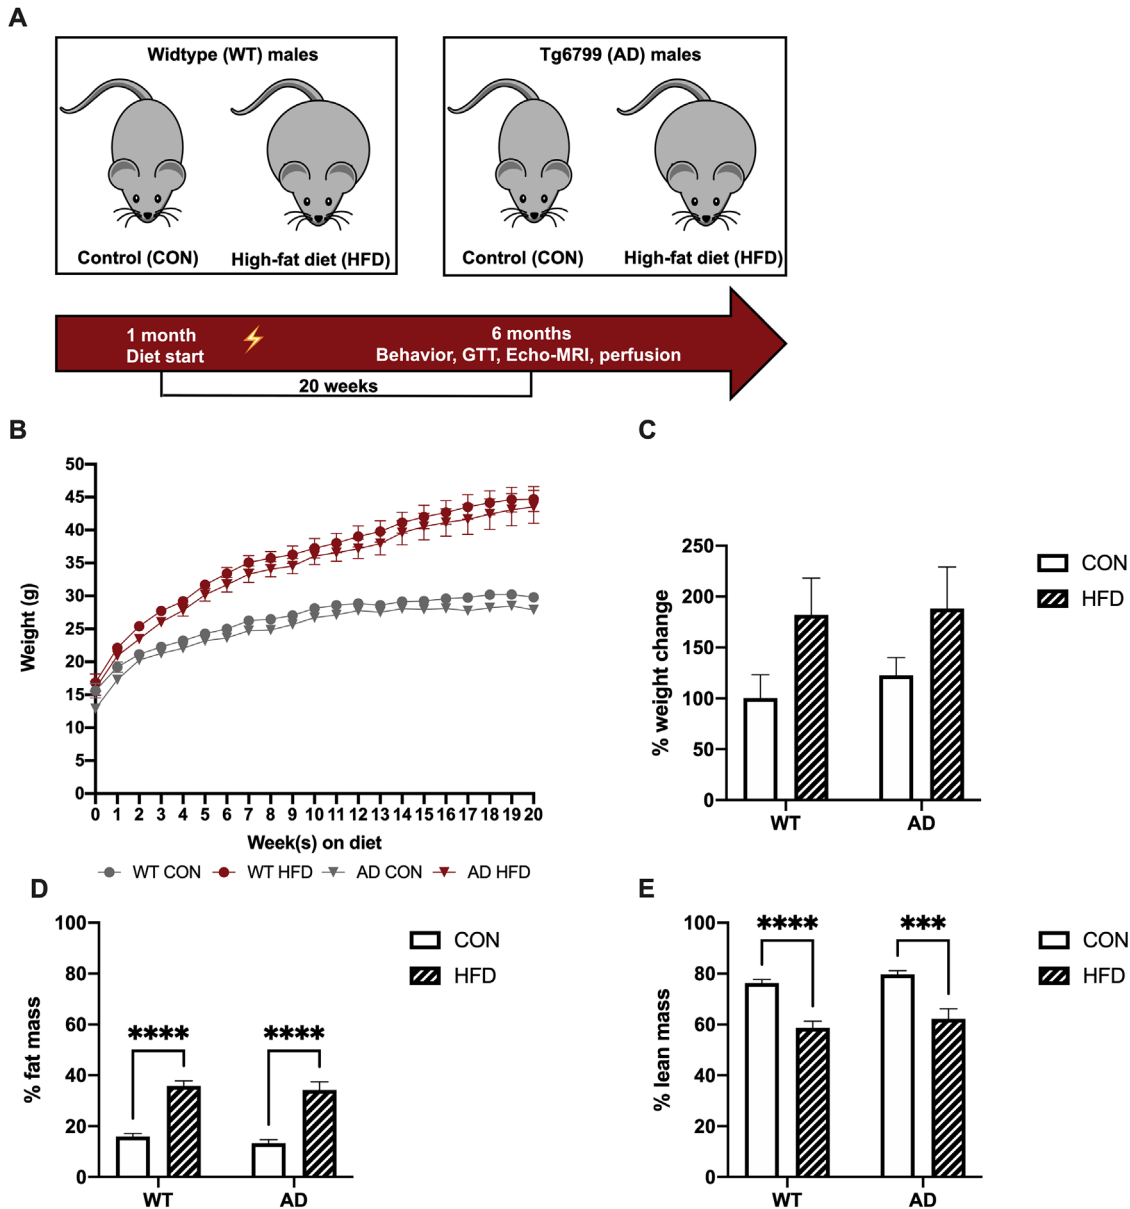 A
Widtype (WT) males
Control (CON)
High-fat diet (HFD)
Tg6799 (AD) males
Control (CON)
High-fat diet (HFD)
1 month
Diet start
6 months
Behavior, GTT, Echo-MRI, perfusion
20 weeks
B
Weight (g)
50
45
40
35
30
25
20
15
10
5
0
0 1 2 3 4 5 6 7 8 9 10 11 12 13 14 15 16 17 18 19 20
Week(s) on diet
WT CON WT HFD AD CON AD HFD
C
% weight change
250
200
150
100
50
0
WT AD
CON
HFD
D
% fat mass
100
80
60
40
20
0
**** ****
WT AD
CON
HFD
E
% lean mass
100
80
60
40
20
0
**** ***
WT AD
CON
HFD